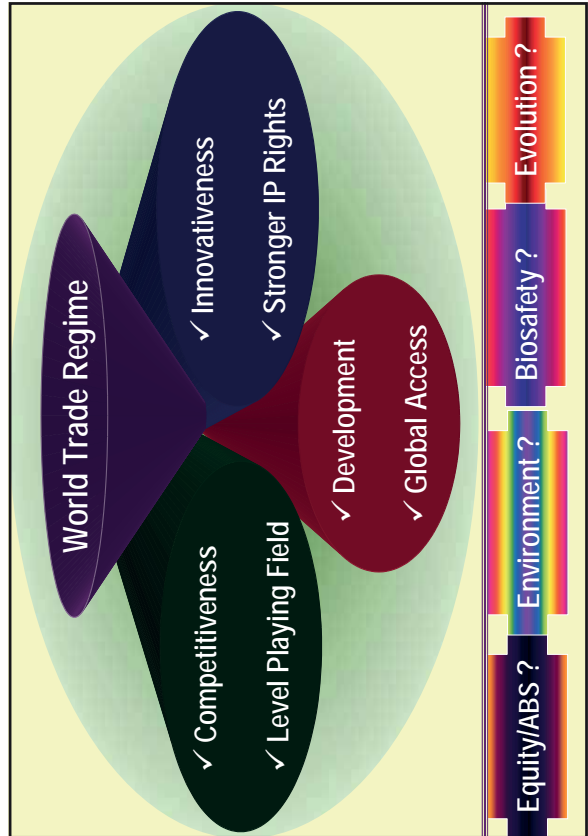 World Trade Regime
✓ Competitiveness
✓ Level Playing Field
✓ Innovativeness
✓ Stronger IP Rights
✓ Development
✓ Global Access
Equity/ABS ?
Environment ?
Biosafety ?
Evolution ?